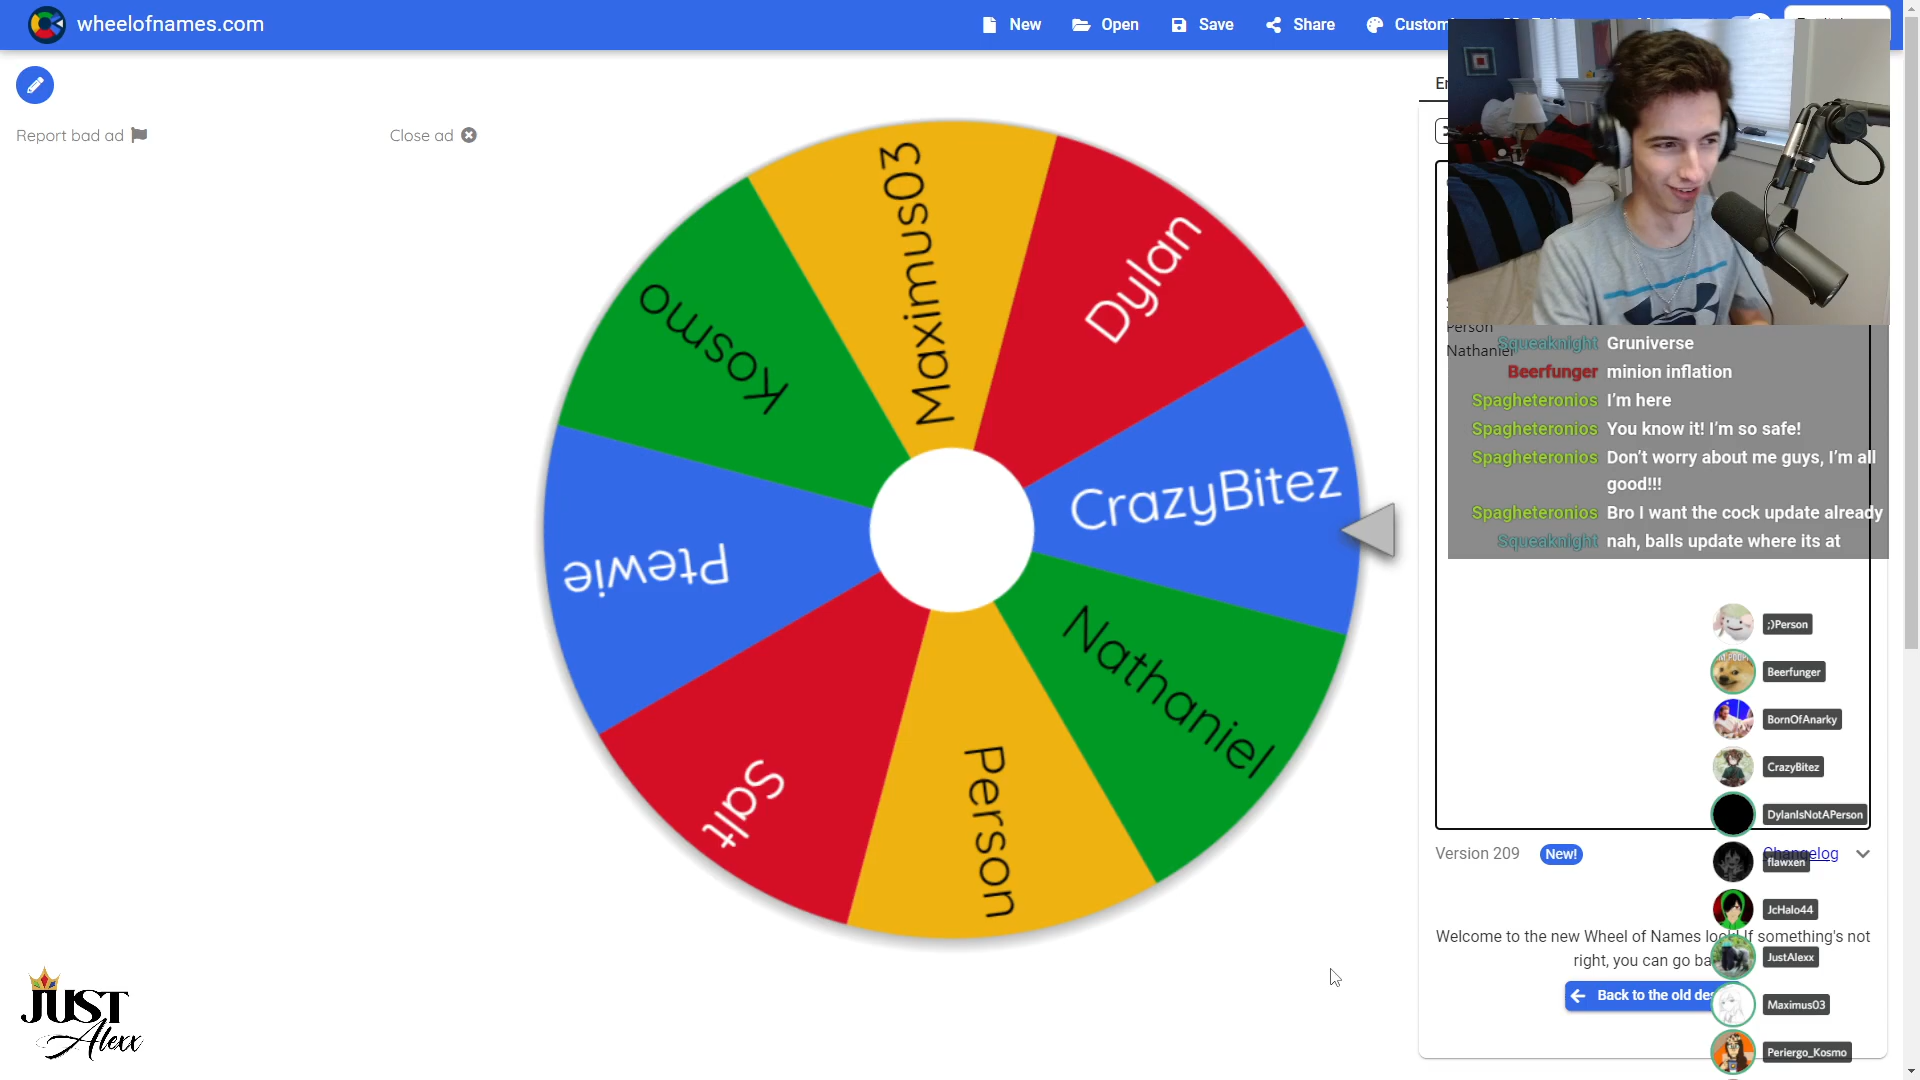 wheelofnames.com
New
Open
Save
Share
Report bad ad
Close ad
Maximus03
Dylan
Kosmo
CrazyBitez
Ptewie
Nathaniel
Salt
Person
Person
Nathaniel
Squeaknight Gruniverse
Beerfunger minion inflation
Spagheteronios I'm here
Spagheteronios You know it! I'm so safe!
Spagheteronios Don't worry about me guys, I'm all
good!!!
Spagheteronios Bro I want the cock update already
Squeaknight nah, balls update where its at
;)Person
Beerfunger
BornOfAnarky
CrazyBitez
DylanIsNotAPerson
Version 209 New! Changelog
flawxen
JcHalo44
Welcome to the new Wheel of Names look! If something's not
right, you can go
JustAlexx
Back to the old
Maximus03
Periergo_Kosmo
JUST
Alexx